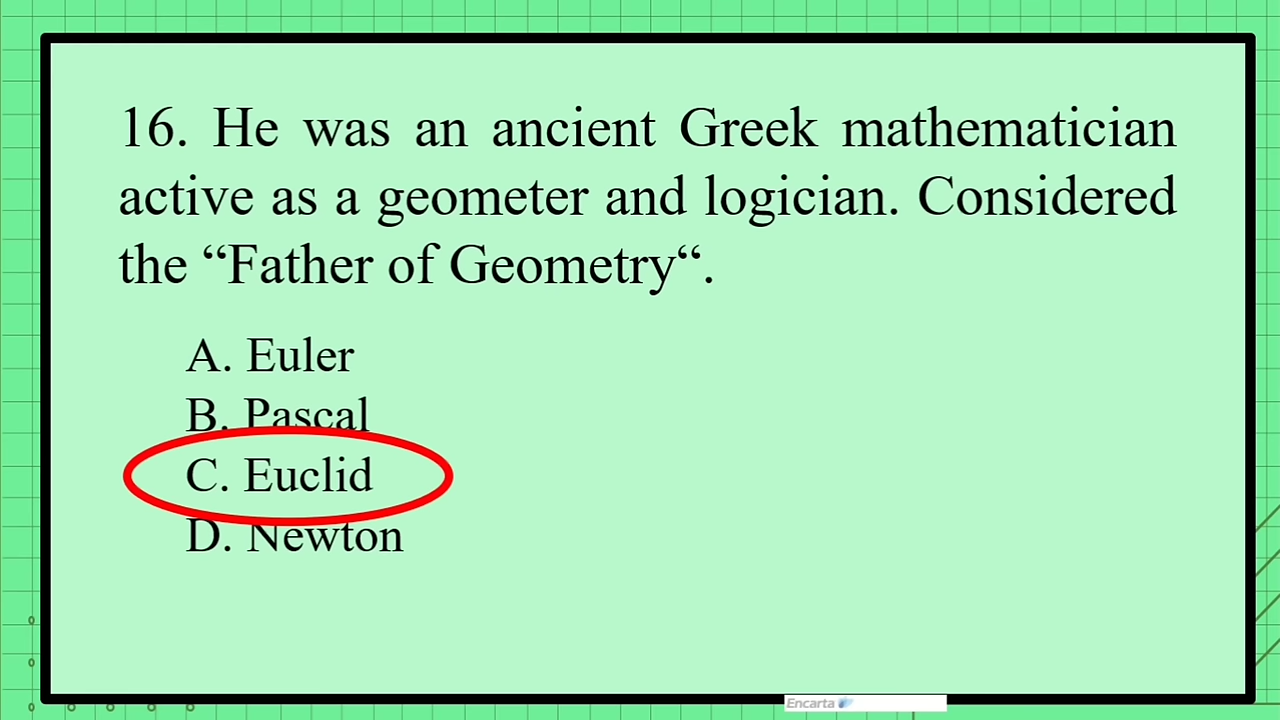 16. He was an ancient Greek mathematician
active as a geometer and logician. Considered
the “Father of Geometry“.
A. Euler
B. Pascal
C. Euclid
D. Newton
Encarta